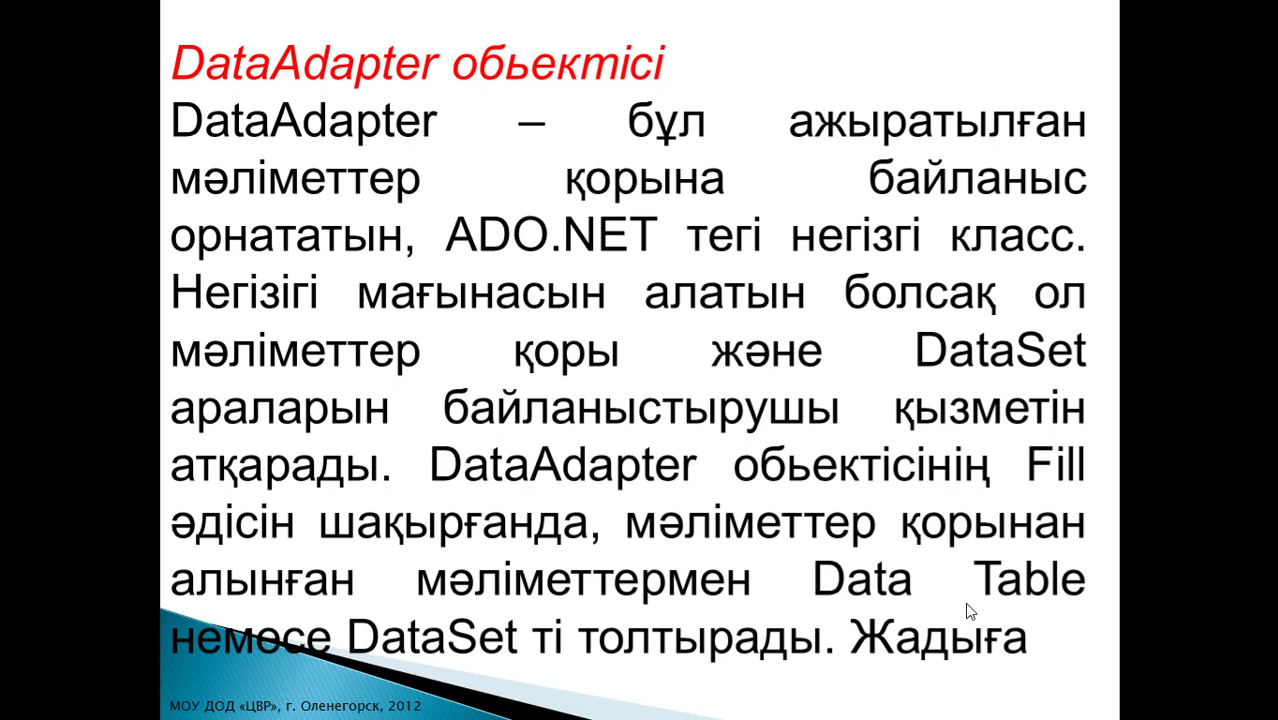 DataAdapter обьектісі
DataAdapter – бұл ажыратылған
мәліметтер қорына байланыс
орнататын, ADO.NET тегі негізгі класс.
Негізігі мағынасын алатын болсақ ол
мәліметтер қоры және DataSet
араларын байланыстырушы қызметін
атқарады. DataAdapter обьектісінің Fill
әдісін шақырғанда, мәліметтер қорынан
алынған мәліметтермен Data Table
немесе DataSet ті толтырады. Жадыға
МОУ ДОД «ЦВР», г. Оленегорск, 2012